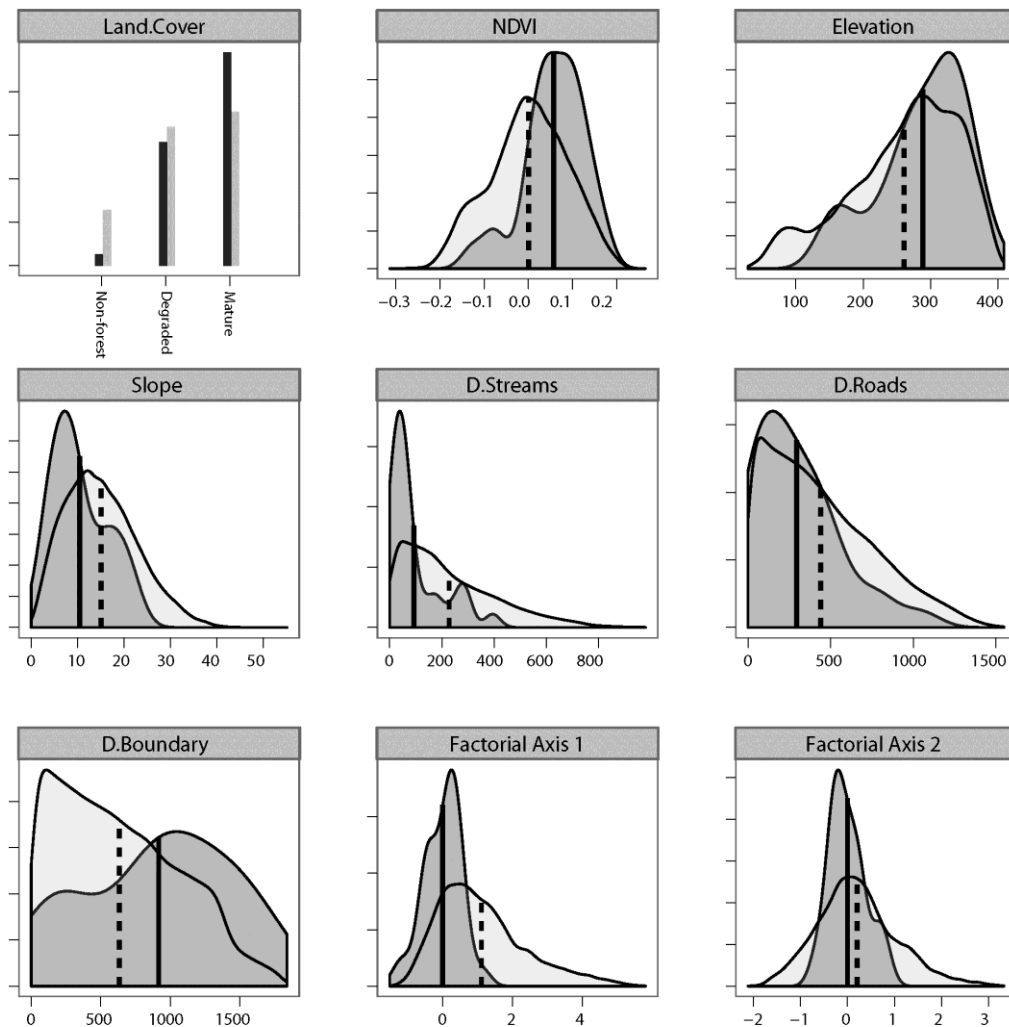 Land.Cover
Non-forest
Degraded
Mature
NDVI
−0.3 −0.2 −0.1 0.0 0.1 0.2
Elevation
100 200 300 400
Slope
0 10 20 30 40 50
D.Streams
0 200 400 600 800
D.Roads
0 500 1000 1500
D.Boundary
0 500 1000 1500
Factorial Axis 1
0 2 4
Factorial Axis 2
−2 −1 0 1 2 3